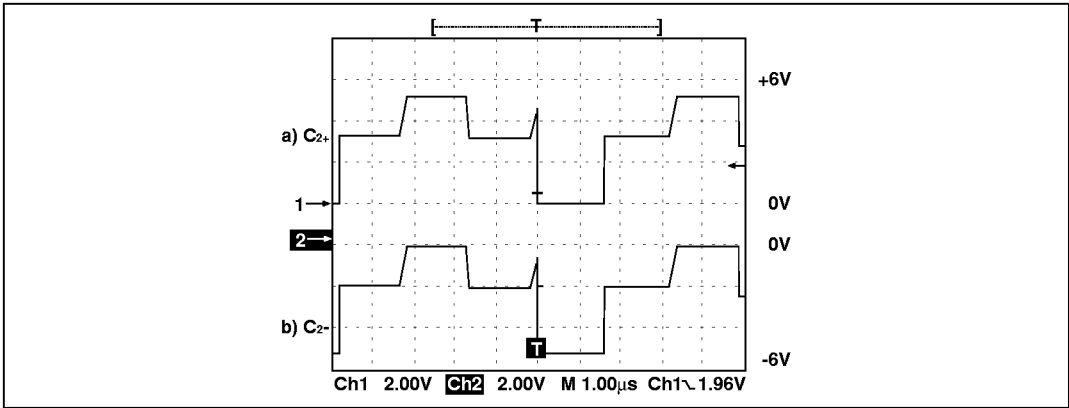 [ T ]
+6V
a) C2+
1→ 0V
2→ 0V
b) C2-
T
-6V
Ch1 2.00V Ch2 2.00V M 1.00µs Ch1 1.96V